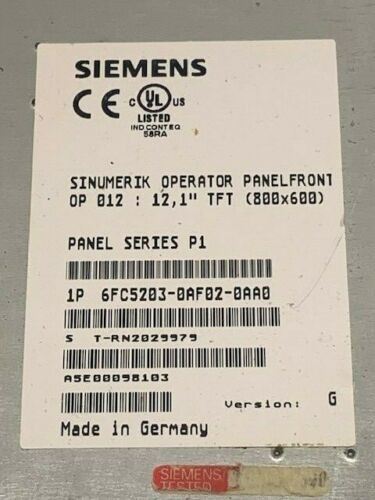 SIEMENS
CE C UL US
LISTED
IND CONT EQ
58RA
SINUMERIK OPERATOR PANELFRONT
OP 012 : 12,1" TFT (800x600)
PANEL SERIES P1
1P 6FC5203-0AF02-0AA0
S T-RN2029979
A5E00098103
Version: G
Made in Germany
SIEMENS
TESTED